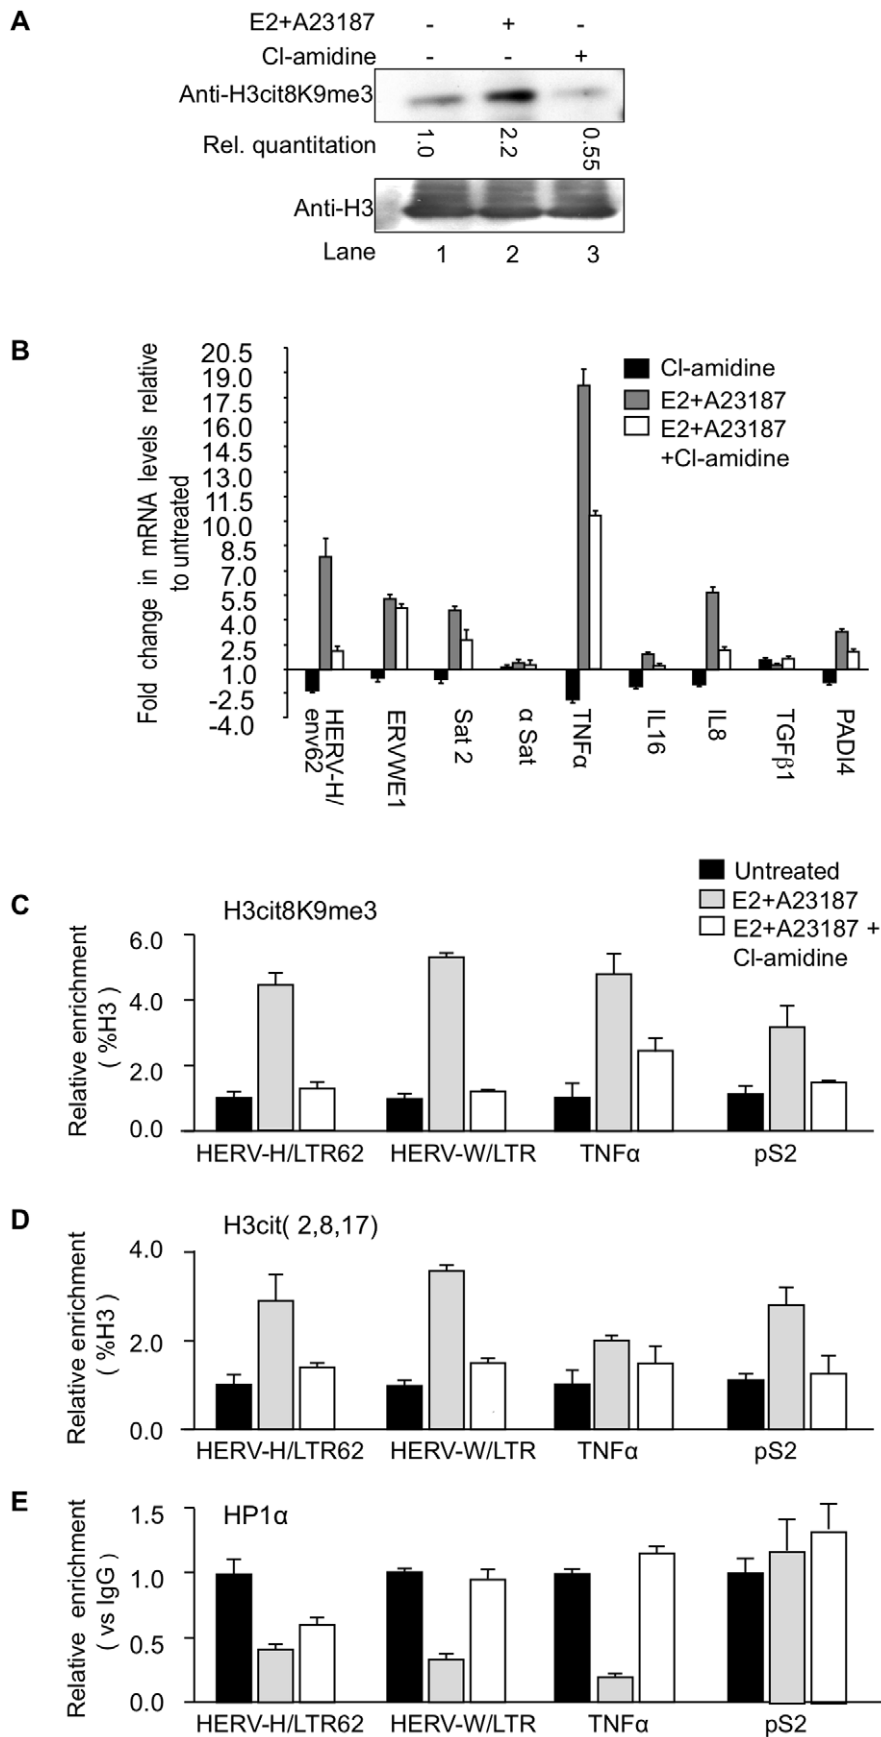 A
E2+A23187 - + -
Cl-amidine - - +
Anti-H3cit8K9me3
Rel. quantitation 1.0 2.2 0.55
Anti-H3
Lane 1 2 3
B
Fold change in mRNA levels relative
to untreated
20.5
19.0
17.5
16.0
14.5
13.0
11.5
10.0
8.5
7.0
5.5
4.0
2.5
1.0
-2.5
-4.0
Cl-amidine
E2+A23187
E2+A23187
+Cl-amidine
HERV-H/
env62
ERVWE1
Sat 2
α Sat
TNFα
IL16
IL8
TGFβ1
PADI4
Untreated
E2+A23187
E2+A23187 +
Cl-amidine
C
H3cit8K9me3
Relative enrichment
( %H3 )
6.0
4.0
2.0
0.0
HERV-H/LTR62 HERV-W/LTR TNFα pS2
D
H3cit( 2,8,17)
Relative enrichment
( %H3 )
4.0
2.0
0.0
HERV-H/LTR62 HERV-W/LTR TNFα pS2
E
HP1α
Relative enrichment
( vs IgG )
1.5
1.0
0.5
0.0
HERV-H/LTR62 HERV-W/LTR TNFα pS2